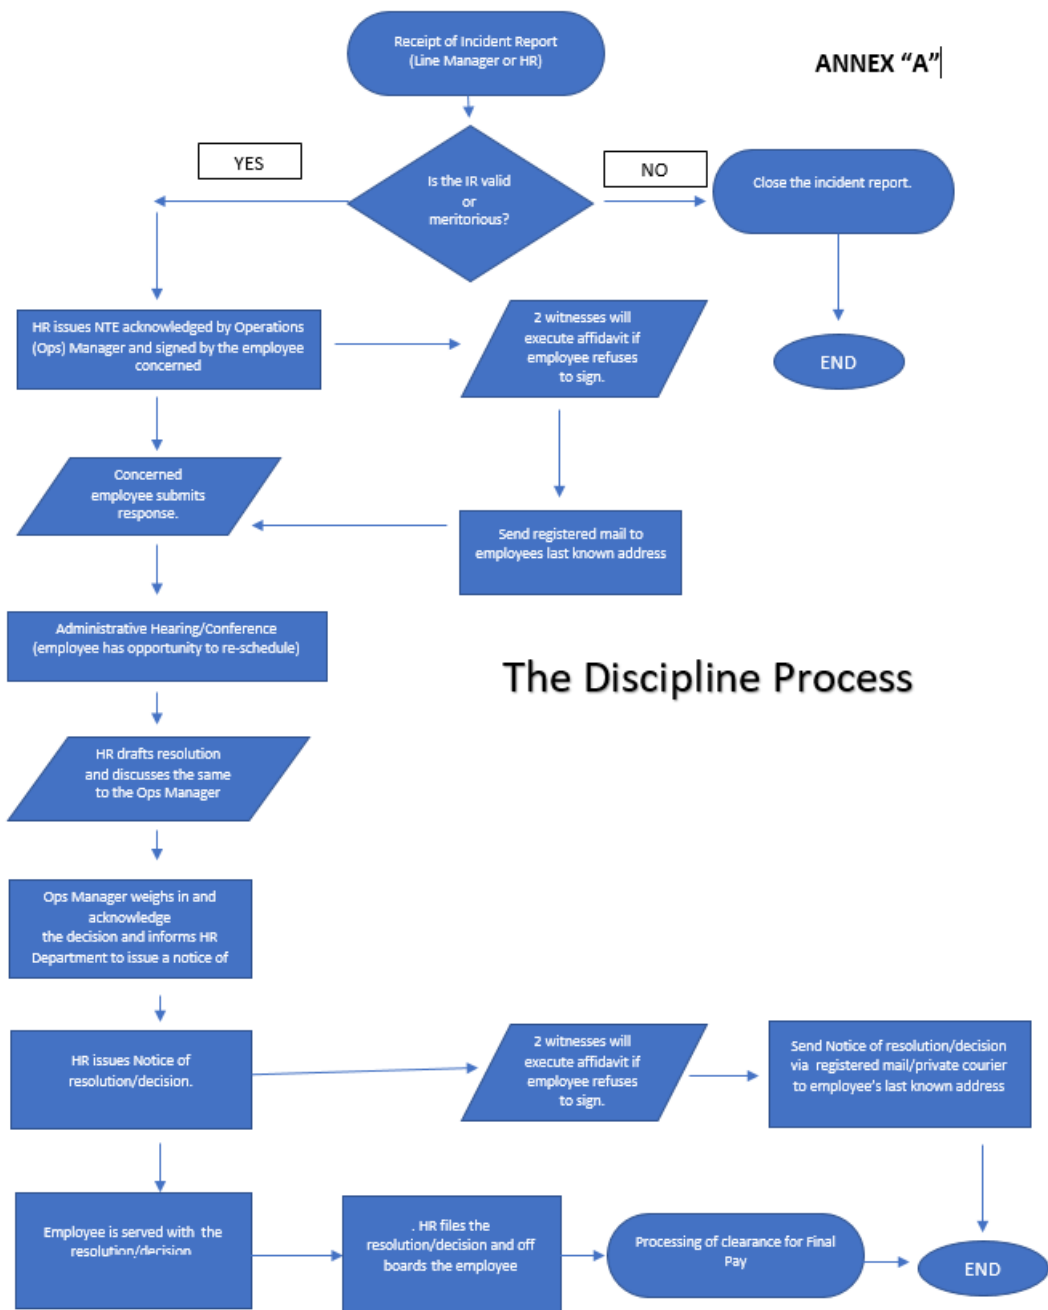 Receipt of Incident Report
(Line Manager or HR)
ANNEX “A”
YES
NO
Is the IR valid
or
meritorious?
Close the incident report.
HR issues NTE acknowledged by Operations
(Ops) Manager and signed by the employee
concerned
2 witnesses will
execute affidavit if
employee refuses
to sign.
END
Concerned
employee submits
response.
Send registered mail to
employees last known address
Administrative Hearing/Conference
(employee has opportunity to re-schedule)
The Discipline Process
HR drafts resolution
and discusses the same
to the Ops Manager
Ops Manager weighs in and
acknowledge
the decision and informs HR
Department to issue a notice of
HR issues Notice of
resolution/decision.
2 witnesses will
execute affidavit if
employee refuses
to sign.
Send Notice of resolution/decision
via registered mail/private courier
to employee's last known address
Employee is served with the
resolution/decision
. HR files the
resolution/decision and off
boards the employee
Processing of clearance for Final
Pay
END